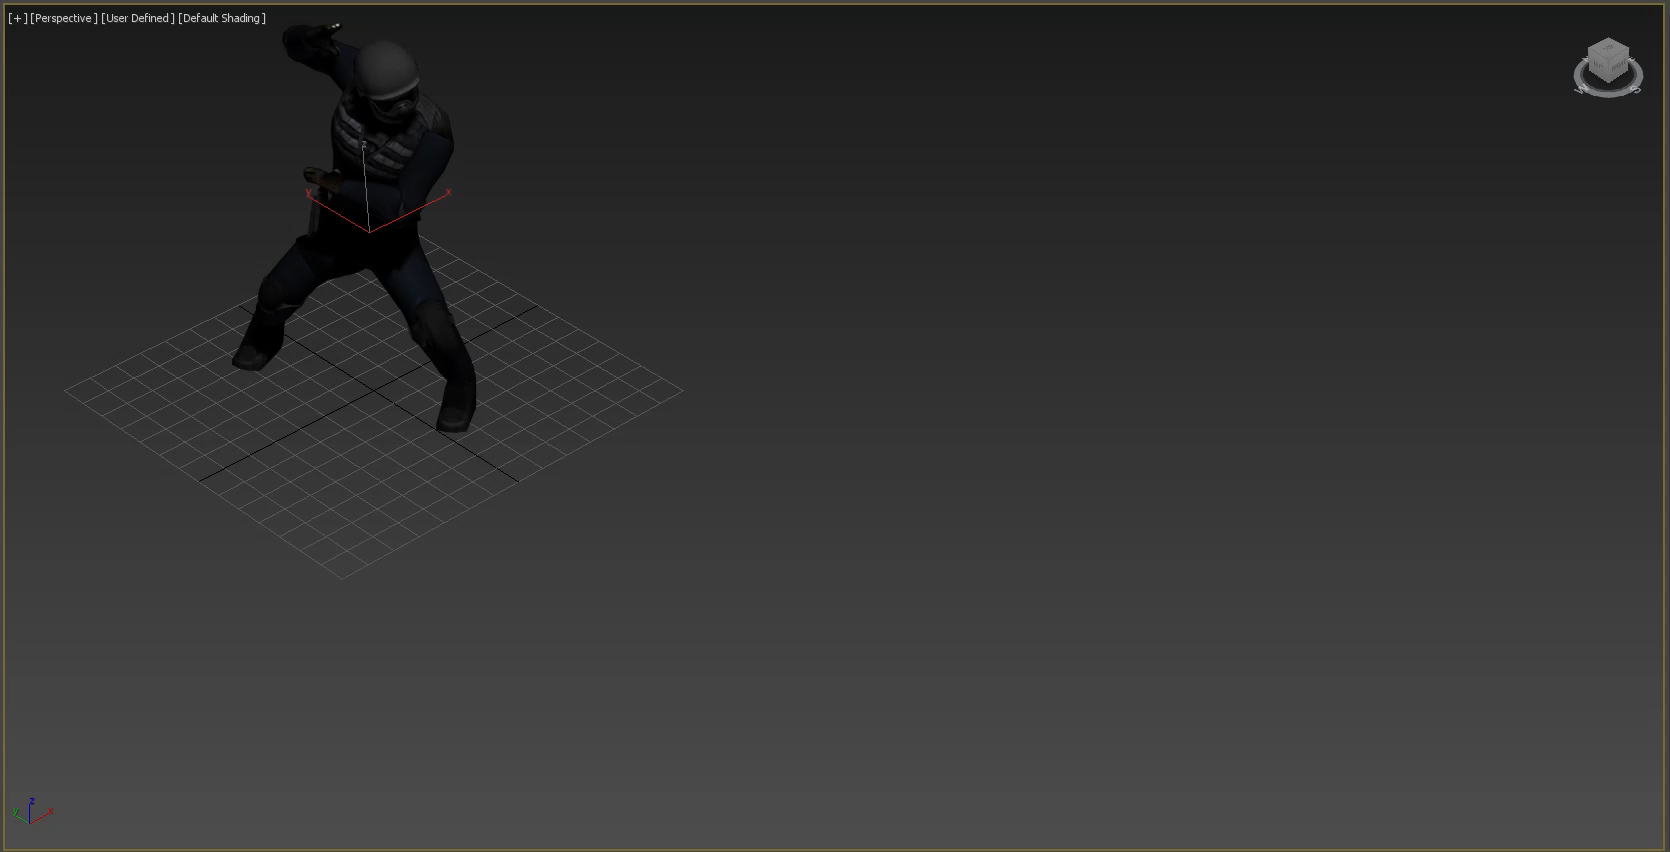 [+] [Perspective] [User Defined] [Default Shading]
z
y
x
W
S
z
y
x